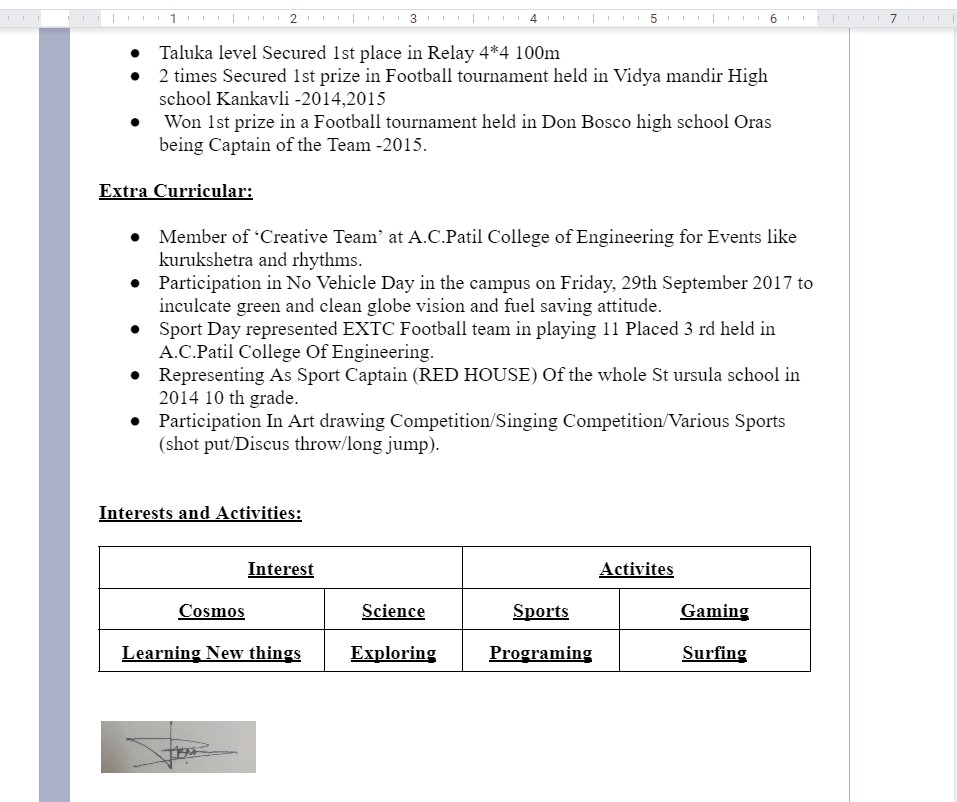 1 2 3 4 5 6 7
● Taluka level Secured 1st place in Relay 4*4 100m
● 2 times Secured 1st prize in Football tournament held in Vidya mandir High
school Kankavli -2014,2015
● Won 1st prize in a Football tournament held in Don Bosco high school Oras
being Captain of the Team -2015.
Extra Curricular:
● Member of ‘Creative Team’ at A.C.Patil College of Engineering for Events like
kurukshetra and rhythms.
● Participation in No Vehicle Day in the campus on Friday, 29th September 2017 to
inculcate green and clean globe vision and fuel saving attitude.
● Sport Day represented EXTC Football team in playing 11 Placed 3 rd held in
A.C.Patil College Of Engineering.
● Representing As Sport Captain (RED HOUSE) Of the whole St ursula school in
2014 10 th grade.
● Participation In Art drawing Competition/Singing Competition/Various Sports
(shot put/Discus throw/long jump).
Interests and Activities:
Interest Activites
Cosmos Science Sports Gaming
Learning New things Exploring Programing Surfing